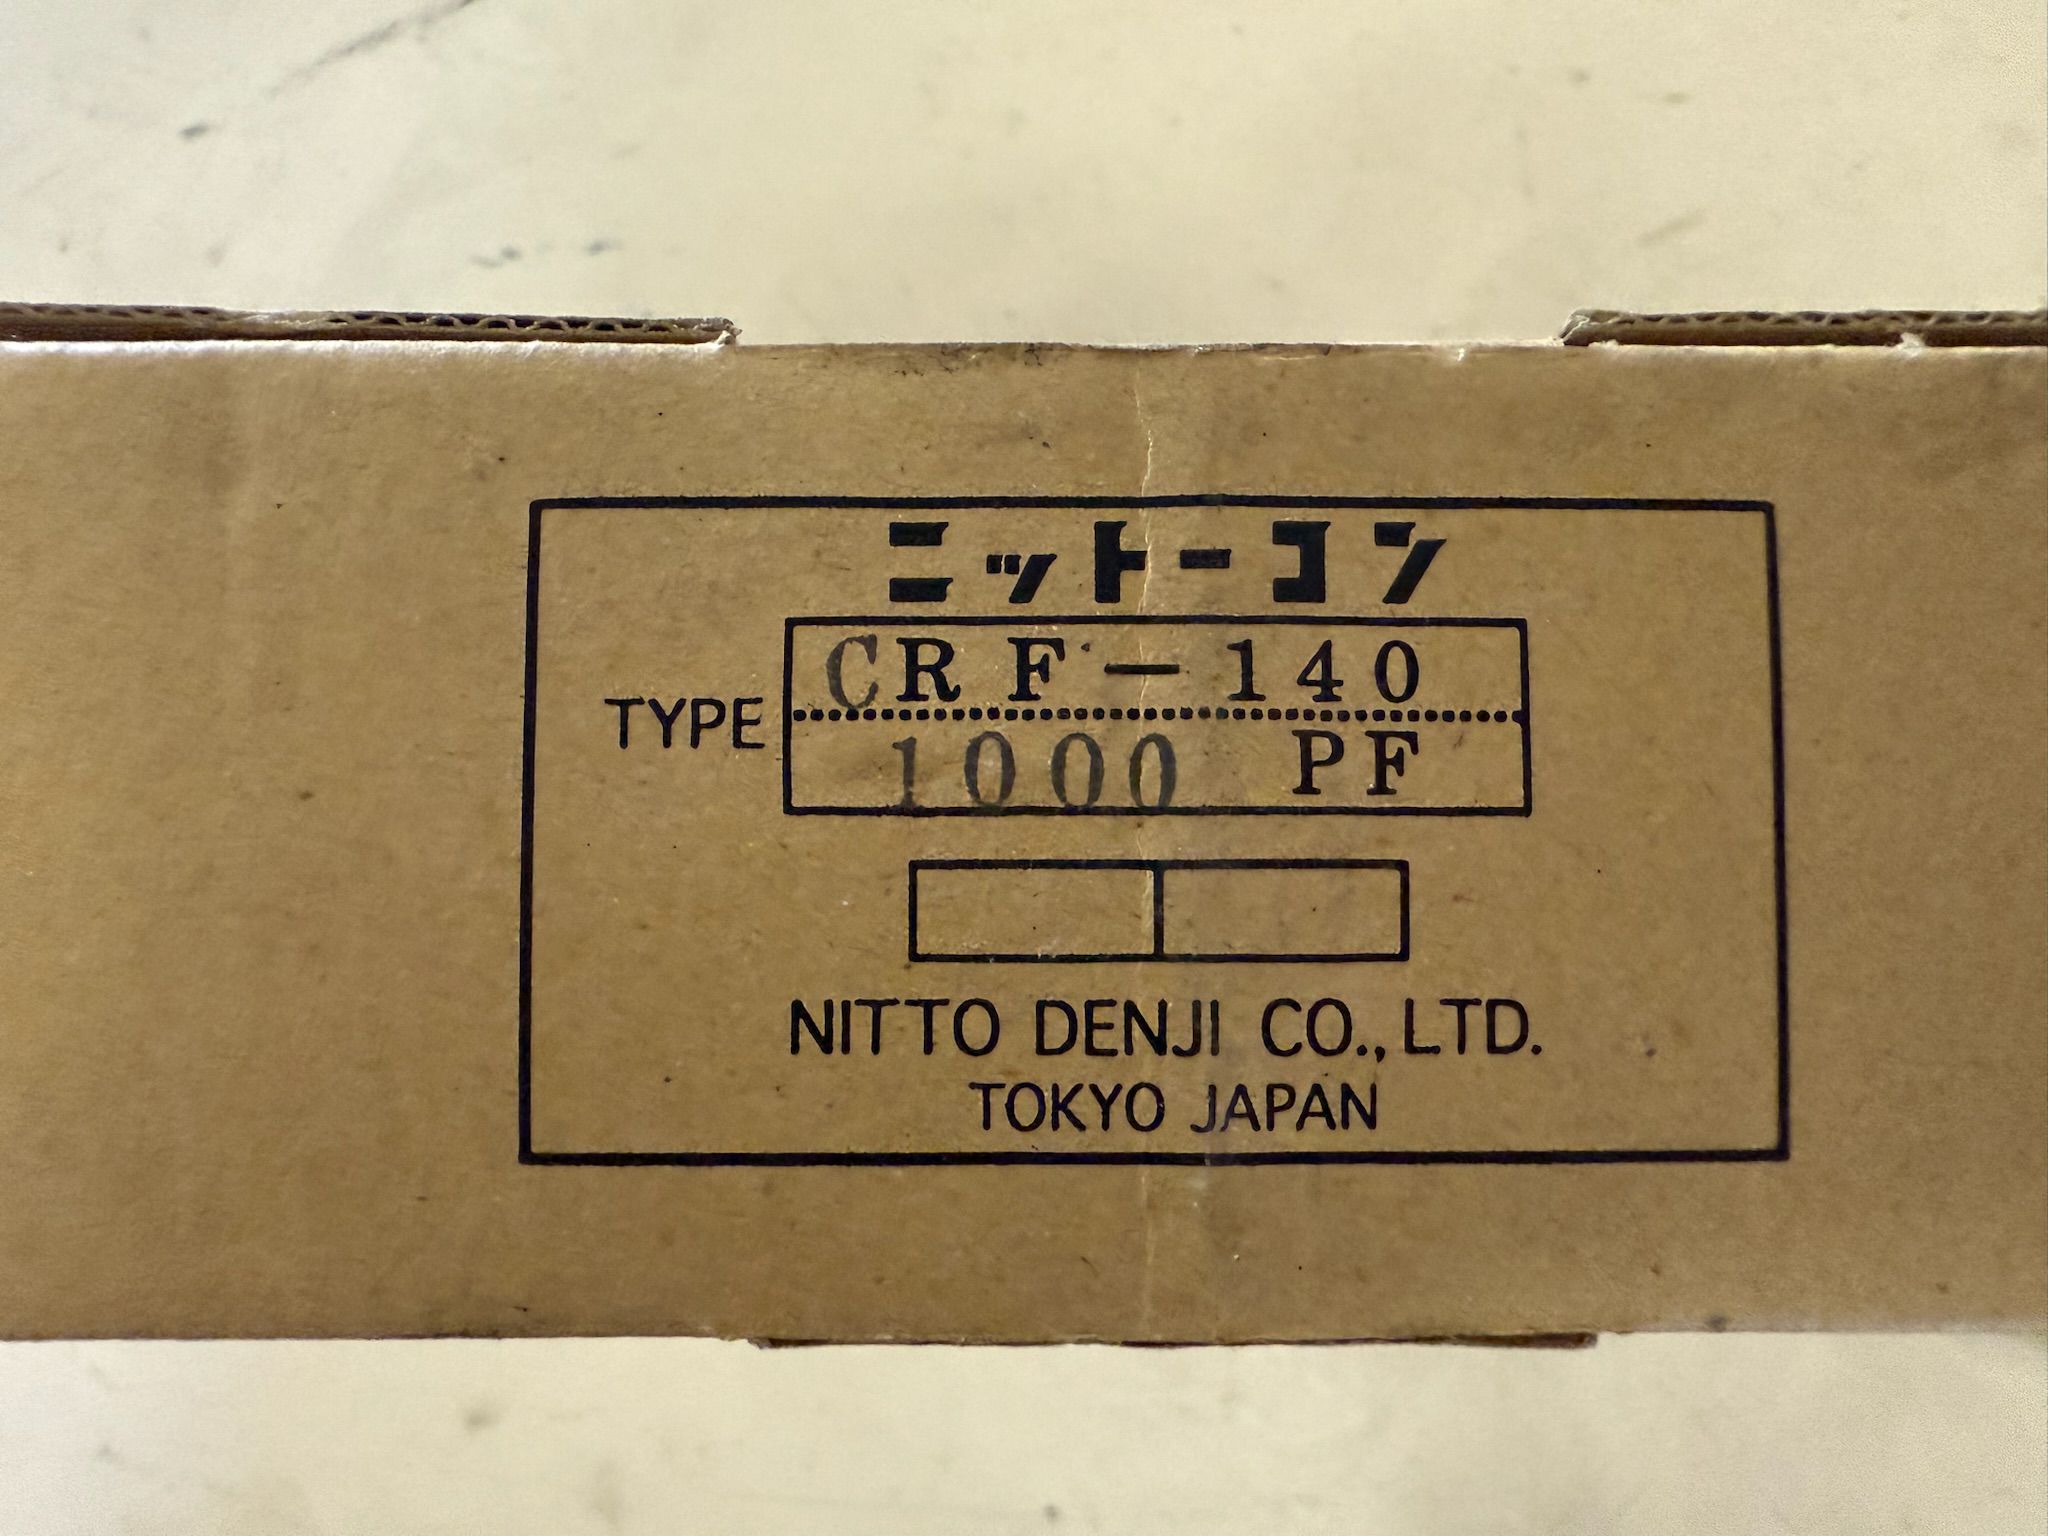 ニットーコン
CRF-140
TYPE
1000 PF
NITTO DENJI CO., LTD.
TOKYO JAPAN